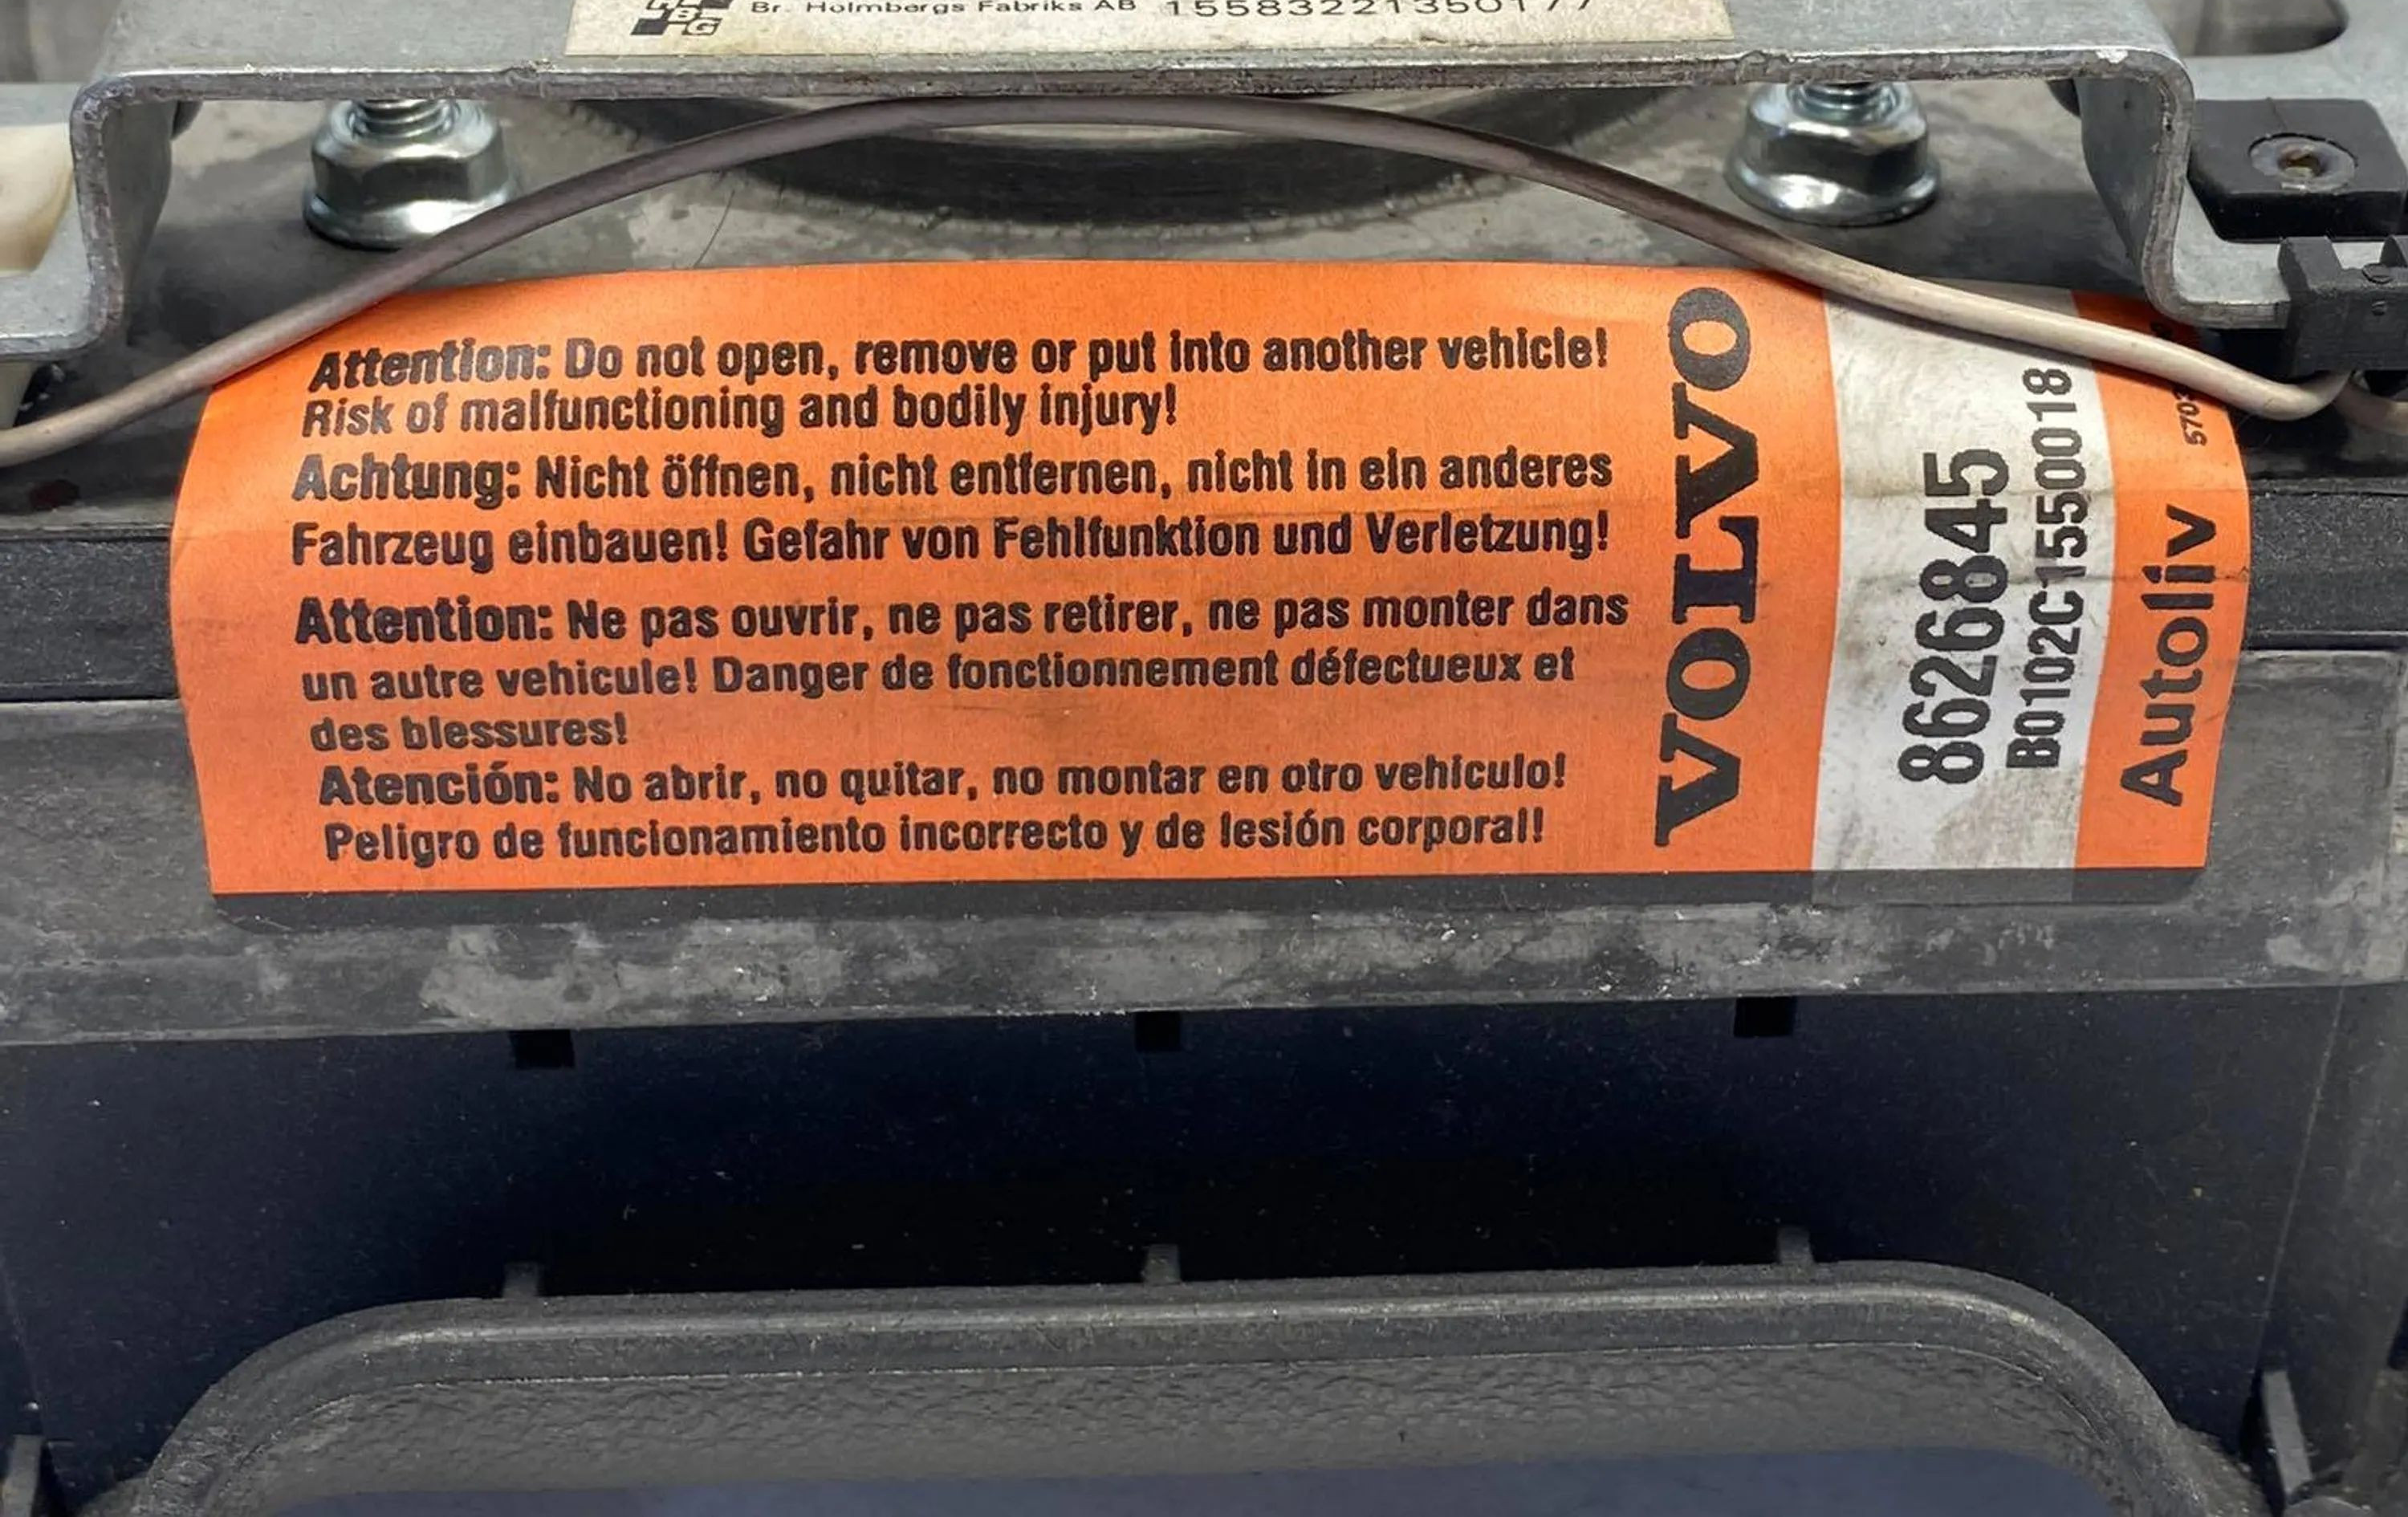 Br. Holmbergs Fabriks AB 15583221350177
Attention: Do not open, remove or put into another vehicle!
Risk of malfunctioning and bodily injury!
Achtung: Nicht öffnen, nicht entfernen, nicht in ein anderes
Fahrzeug einbauen! Gefahr von Fehlfunktion und Verletzung!
Attention: Ne pas ouvrir, ne pas retirer, ne pas monter dans
un autre vehicule! Danger de fonctionnement défectueux et
des blessures!
Atención: No abrir, no quitar, no montar en otro vehículo!
Peligro de funcionamiento incorrecto y de lesión corporal!
VOLVO
8626845
B0102C1550018
Autoliv